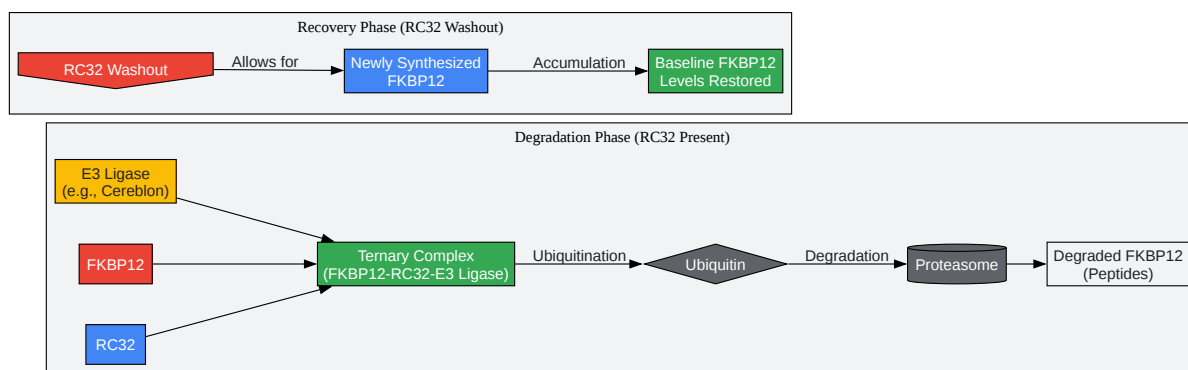 Recovery Phase (RC32 Washout)
RC32 Washout
Allows for
Newly Synthesized
FKBP12
Accumulation
Baseline FKBP12
Levels Restored
Degradation Phase (RC32 Present)
E3 Ligase
(e.g., Cereblon)
FKBP12
RC32
Ternary Complex
(FKBP12-RC32-E3 Ligase)
Ubiquitination
Ubiquitin
Degradation
Proteasome
Degraded FKBP12
(Peptides)